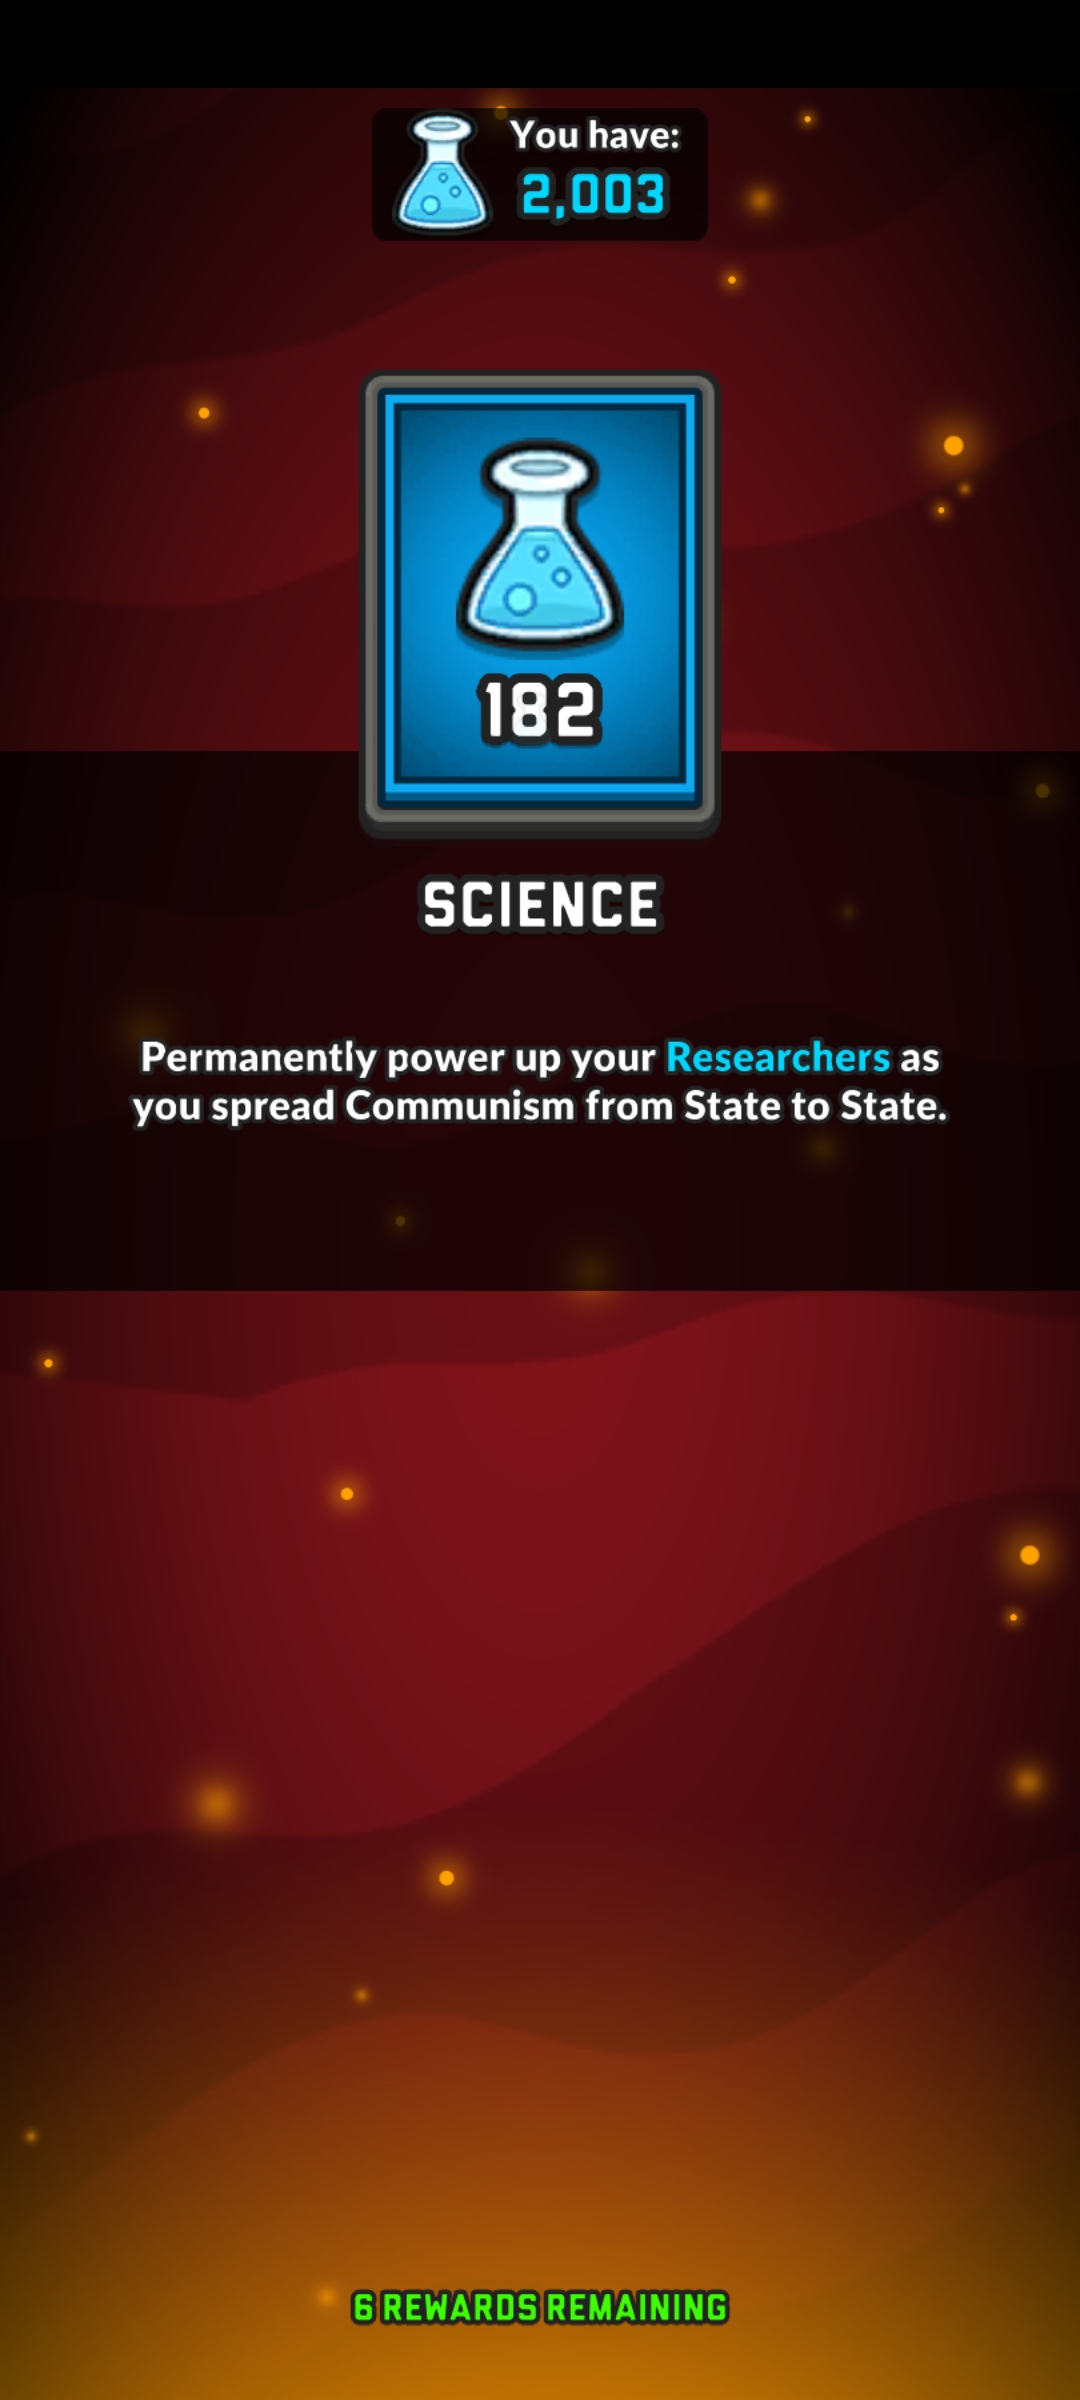 You have:
2,003
182
SCIENCE
Permanently power up your Researchers as
you spread Communism from State to State.
6 REWARDS REMAINING